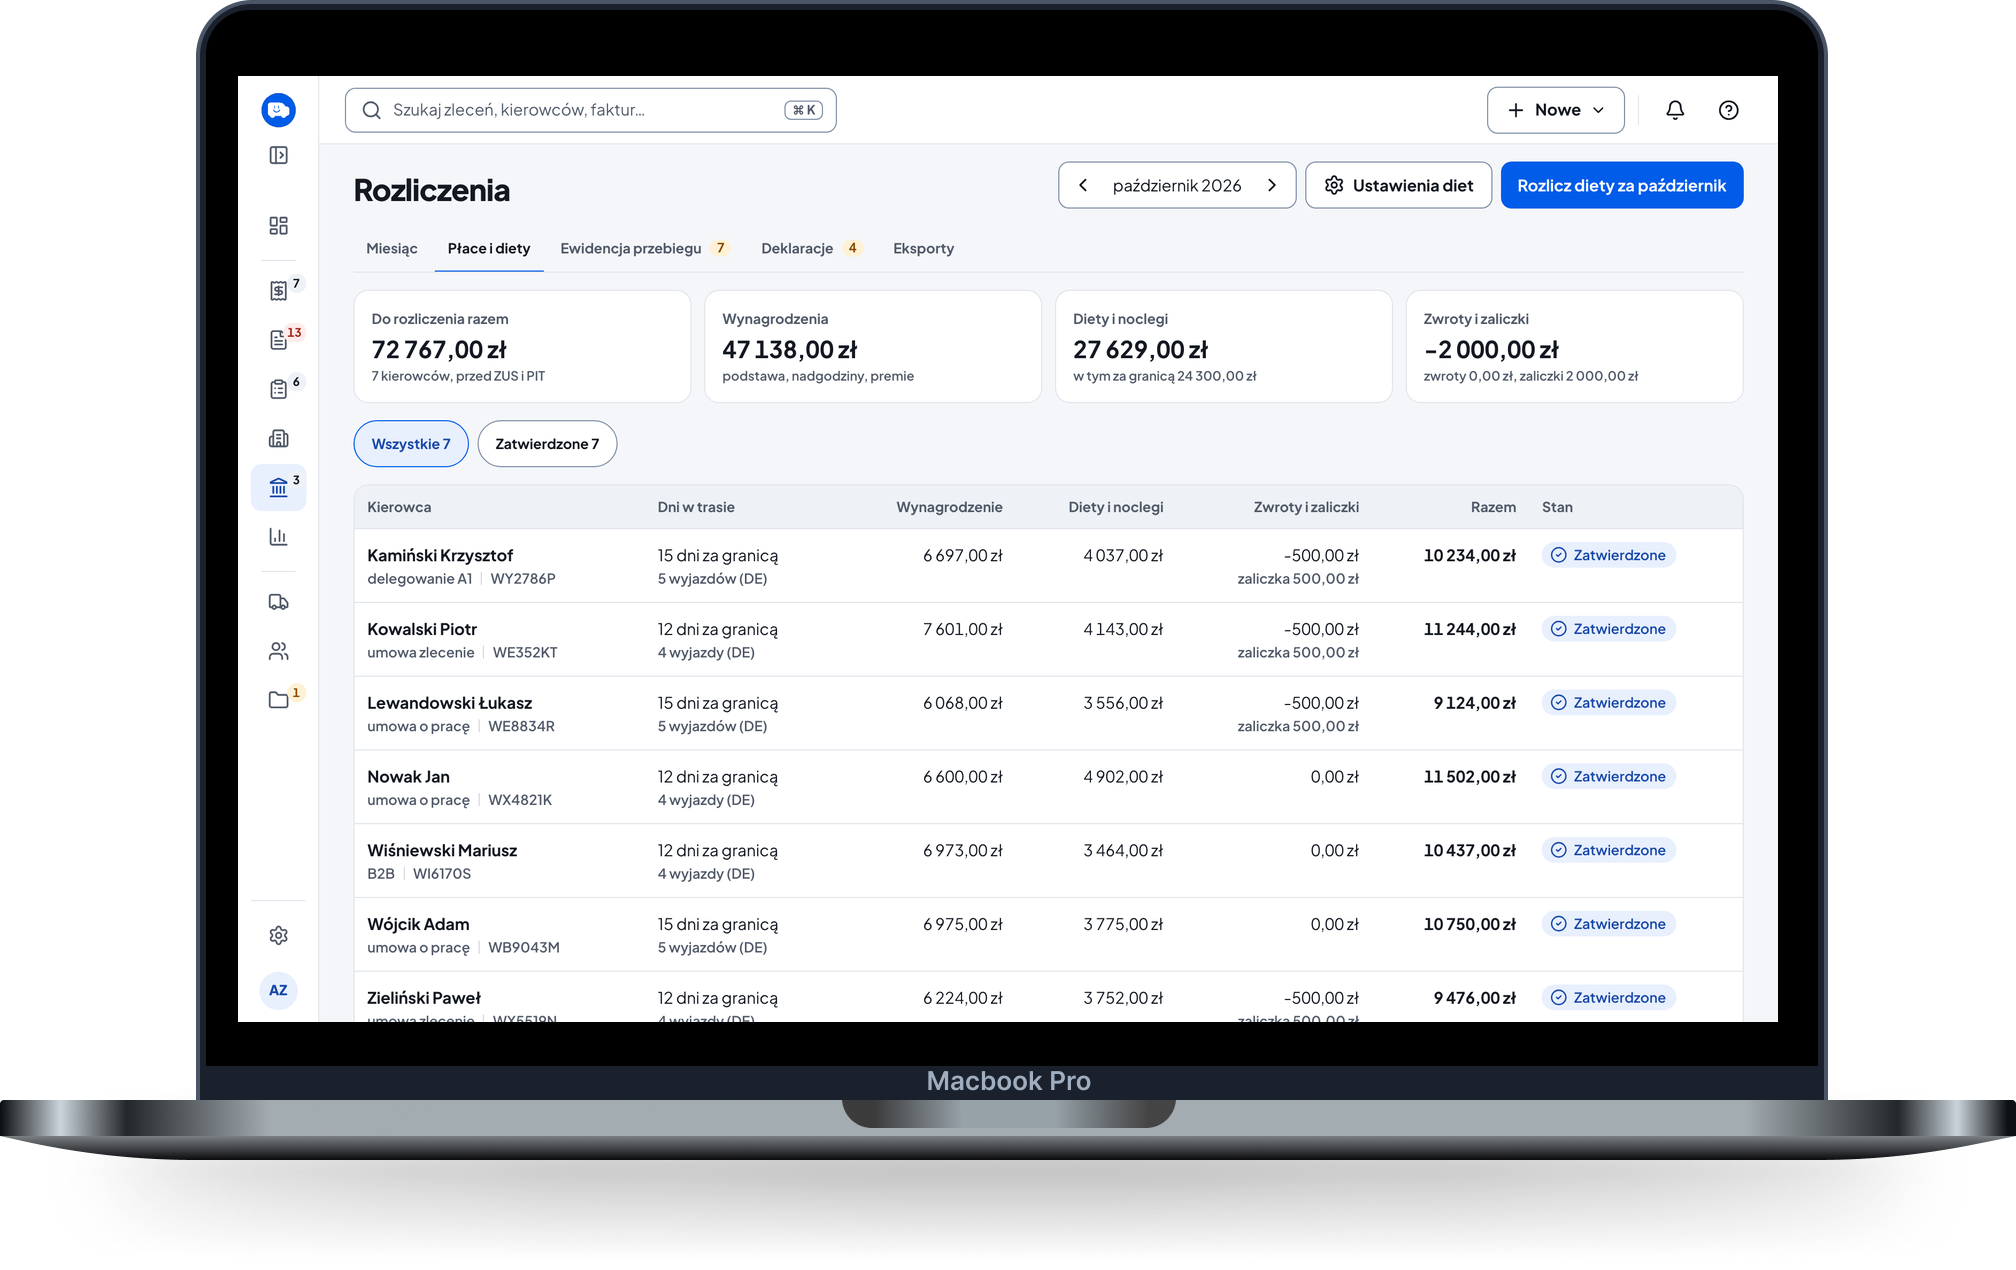 Szukaj zleceń, kierowców, faktur...
⌘ K
Nowe
Rozliczenia
październik 2026
Ustawienia diet
Rozlicz diety za październik
Miesiąc
Płace i diety
Ewidencja przebiegu 7
Deklaracje 4
Eksporty
7
13
6
3
1
AZ
Do rozliczenia razem
72 767,00 zł
7 kierowców, przed ZUS i PIT
Wynagrodzenia
47 138,00 zł
podstawa, nadgodziny, premie
Diety i noclegi
27 629,00 zł
w tym za granicą 24 300,00 zł
Zwroty i zaliczki
-2 000,00 zł
zwroty 0,00 zł, zaliczki 2 000,00 zł
Wszystkie 7
Zatwierdzone 7
Kierowca Dni w trasie Wynagrodzenie Diety i noclegi Zwroty i zaliczki Razem Stan
Kamiński Krzysztof 15 dni za granicą 6 697,00 zł 4 037,00 zł -500,00 zł 10 234,00 zł Zatwierdzone
delegowanie A1 WY2786P 5 wyjazdów (DE) zaliczka 500,00 zł
Kowalski Piotr 12 dni za granicą 7 601,00 zł 4 143,00 zł -500,00 zł 11 244,00 zł Zatwierdzone
umowa zlecenie WE352KT 4 wyjazdy (DE) zaliczka 500,00 zł
Lewandowski Łukasz 15 dni za granicą 6 068,00 zł 3 556,00 zł -500,00 zł 9 124,00 zł Zatwierdzone
umowa o pracę WE8834R 5 wyjazdów (DE) zaliczka 500,00 zł
Nowak Jan 12 dni za granicą 6 600,00 zł 4 902,00 zł 0,00 zł 11 502,00 zł Zatwierdzone
umowa o pracę WX4821K 4 wyjazdy (DE)
Wiśniewski Mariusz 12 dni za granicą 6 973,00 zł 3 464,00 zł 0,00 zł 10 437,00 zł Zatwierdzone
B2B WI6170S 4 wyjazdy (DE)
Wójcik Adam 15 dni za granicą 6 975,00 zł 3 775,00 zł 0,00 zł 10 750,00 zł Zatwierdzone
umowa o pracę WB9043M 5 wyjazdów (DE)
Zieliński Paweł 12 dni za granicą 6 224,00 zł 3 752,00 zł -500,00 zł 9 476,00 zł Zatwierdzone
umowa zlecenie WX5519N 4 wyjazdy (DE) zaliczka 500,00 zł
Macbook Pro